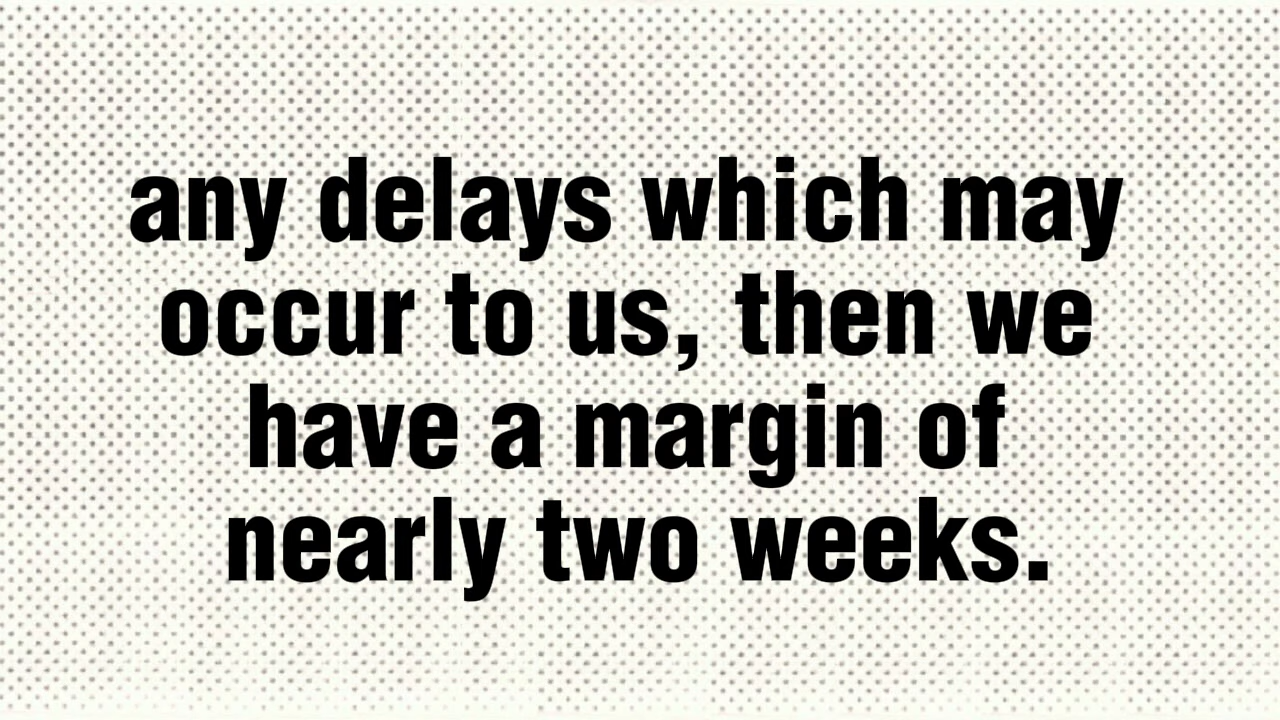 any delays which may
occur to us, then we
have a margin of
nearly two weeks.